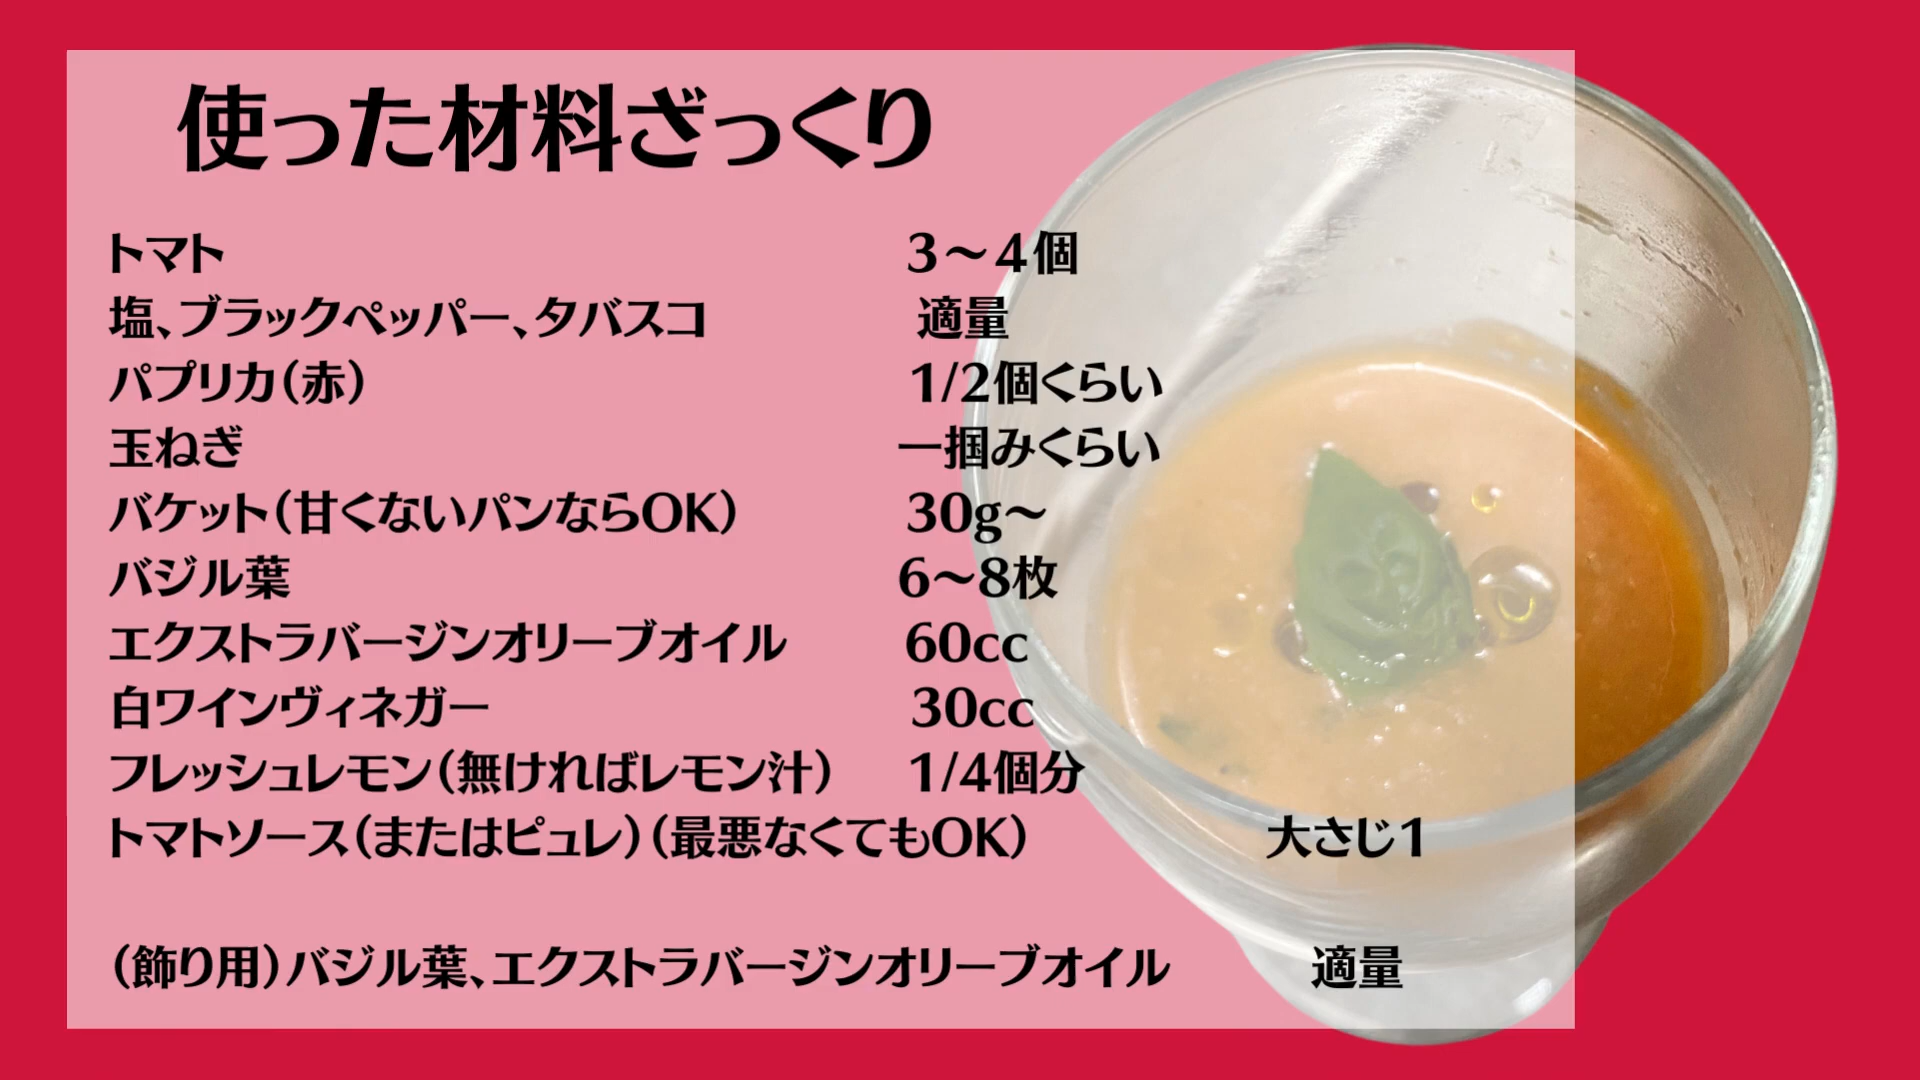 使った材料ざっくり
トマト 3～4個
塩、ブラックペッパー、タバスコ 適量
パプリカ（赤） 1/2個くらい
玉ねぎ 一掴みくらい
バケット（甘くないパンならOK） 30g～
バジル葉 6～8枚
エクストラバージンオリーブオイル 60cc
白ワインヴィネガー 30cc
フレッシュレモン（無ければレモン汁） 1/4個分
トマトソース（またはピュレ）（最悪なくてもOK） 大さじ1
（飾り用）バジル葉、エクストラバージンオリーブオイル 適量